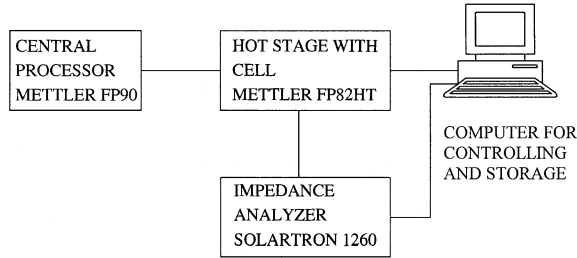 CENTRAL
PROCESSOR
METTLER FP90
HOT STAGE WITH
CELL
METTLER FP82HT
COMPUTER FOR
CONTROLLING
AND STORAGE
IMPEDANCE
ANALYZER
SOLARTRON 1260